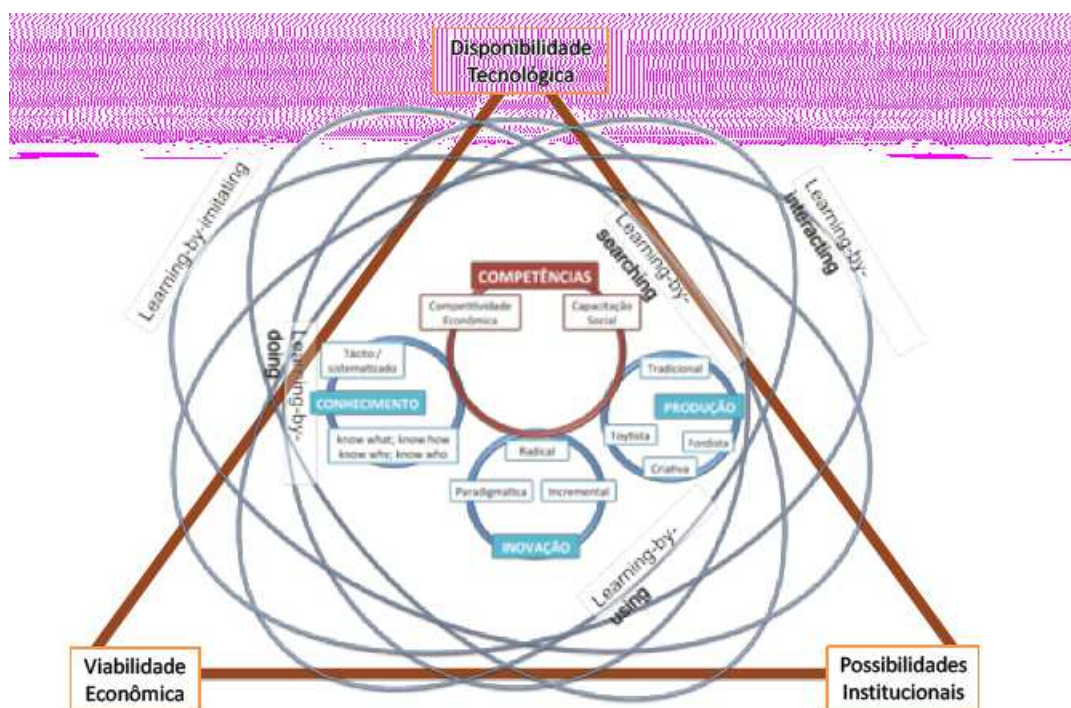 Disponibilidade
Tecnológica
Learning-by-imitating
Learning-by-
interacting
Learning-by-
searching
COMPETÊNCIAS
Competitividade
Econômica
Capacitação
Social
Learning-by-
doing
Tácito /
sistematizado
CONHECIMENTO
know what; know how
know why; know who
Tradicional
PRODUÇÃO
Toytista
Fordista
Criativa
Radical
Paradigmática
Incremental
INOVAÇÃO
Learning-by-
using
Viabilidade
Econômica
Possibilidades
Institucionais